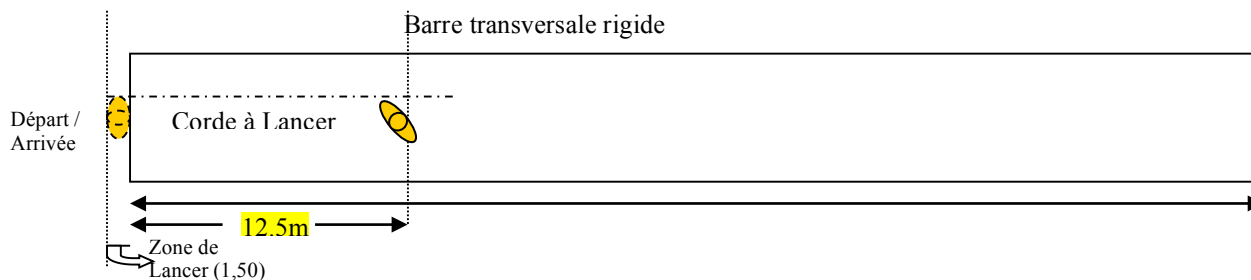 Barre transversale rigide
Départ /
Arrivée
Corde à Lancer
12.5m
Zone de
Lancer (1,50)